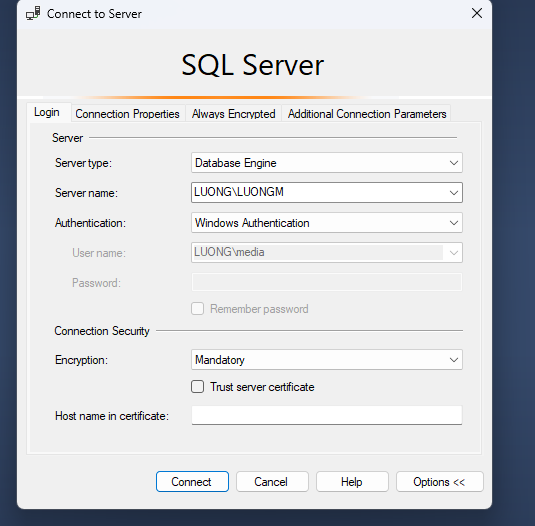 Connect to Server
SQL Server
Login Connection Properties Always Encrypted Additional Connection Parameters
Server
Server type: Database Engine
Server name: LUONG\LUONGM
Authentication: Windows Authentication
User name: LUONG\media
Password:
Remember password
Connection Security
Encryption: Mandatory
Trust server certificate
Host name in certificate:
Connect Cancel Help Options <<